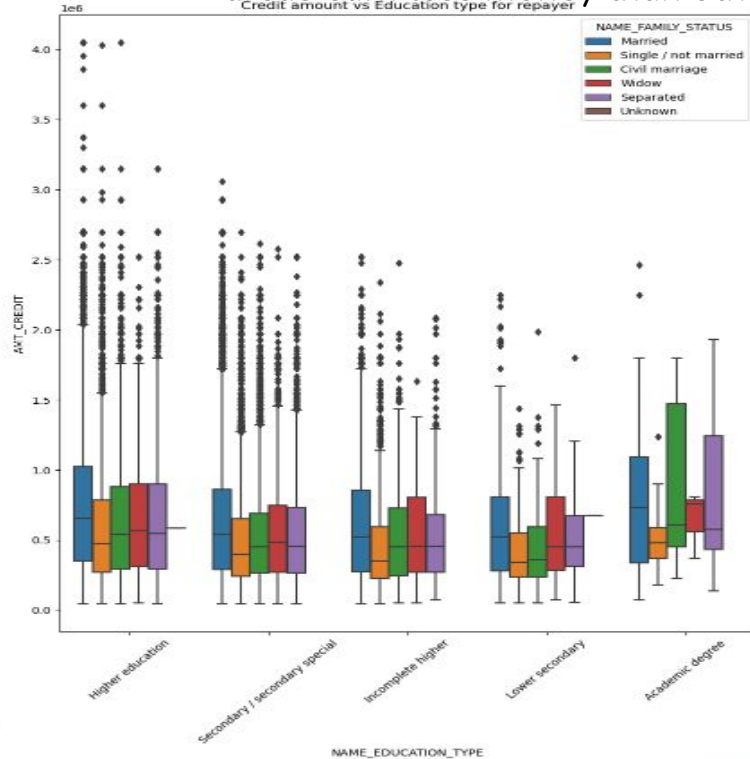 Credit amount vs Education type for repayer
1e6
NAME_FAMILY_STATUS
Married
Single / not married
Civil marriage
Widow
Separated
Unknown
4.0
3.5
3.0
2.5
2.0
1.5
1.0
0.5
0.0
AMT_CREDIT
Higher education
Secondary / secondary special
Incomplete higher
Lower secondary
Academic degree
NAME_EDUCATION_TYPE